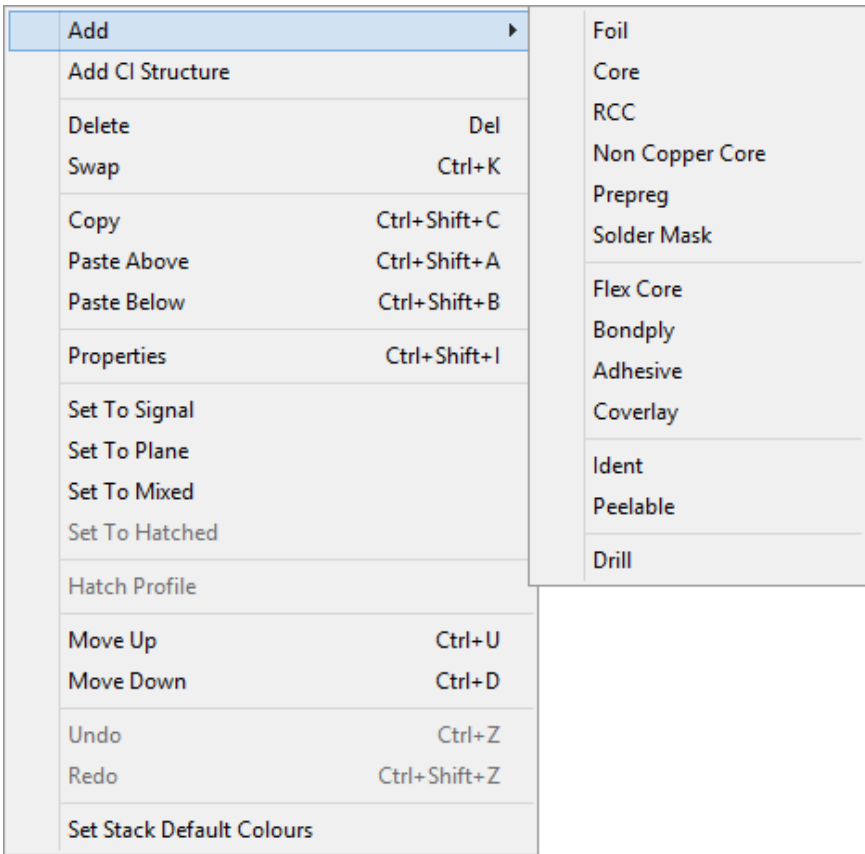 Add
Add CI Structure
Delete Del
Swap Ctrl+K
Copy Ctrl+Shift+C
Paste Above Ctrl+Shift+A
Paste Below Ctrl+Shift+B
Properties Ctrl+Shift+I
Set To Signal
Set To Plane
Set To Mixed
Set To Hatched
Hatch Profile
Move Up Ctrl+U
Move Down Ctrl+D
Undo Ctrl+Z
Redo Ctrl+Shift+Z
Set Stack Default Colours
Foil
Core
RCC
Non Copper Core
Prepreg
Solder Mask
Flex Core
Bondply
Adhesive
Coverlay
Ident
Peelable
Drill